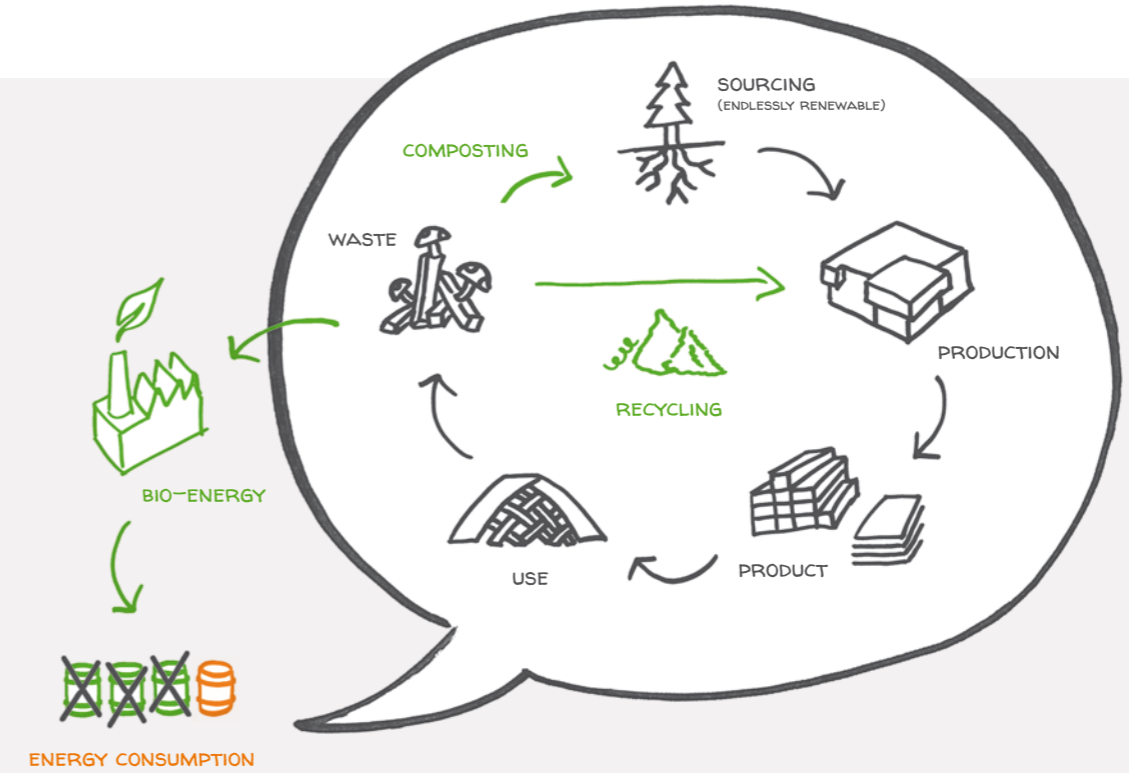 SOURCING
(ENDLESSLY RENEWABLE)
COMPOSTING
WASTE
PRODUCTION
RECYCLING
BIO-ENERGY
PRODUCT
USE
ENERGY CONSUMPTION